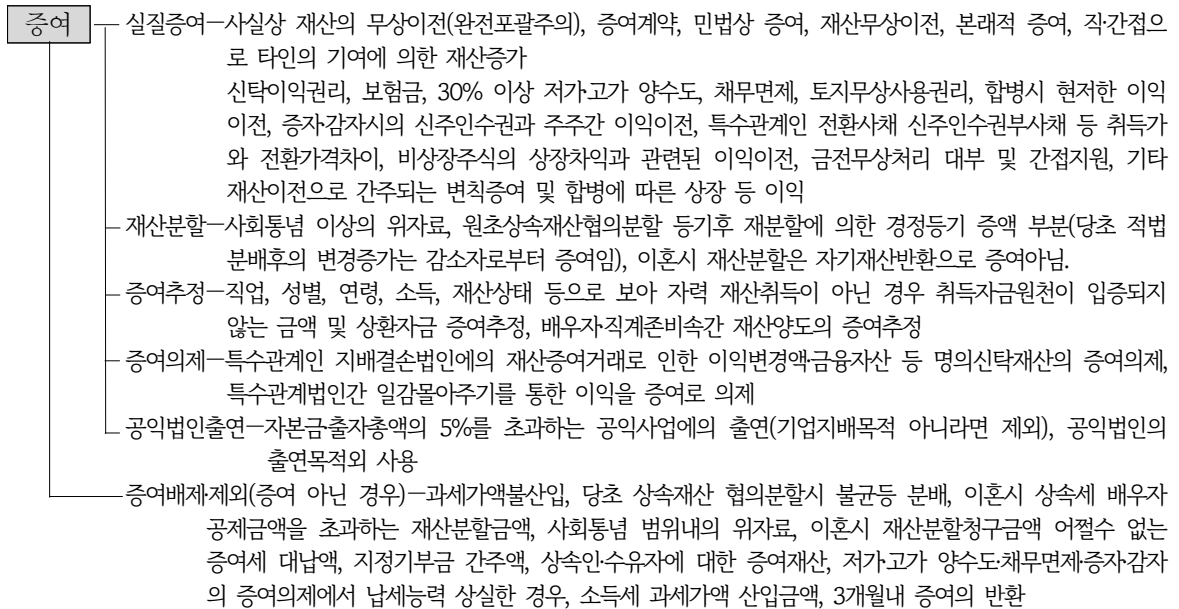 증여
실질증여─사실상 재산의 무상이전(완전포괄주의), 증여계약, 민법상 증여, 재산무상이전, 본래적 증여, 직·간접으
로 타인의 기여에 의한 재산증가
신탁이익권리, 보험금, 30% 이상 저가·고가 양수도, 채무면제, 토지무상사용권리, 합병시 현저한 이익
이전, 증자·감자시의 신주인수권과 주주간 이익이전, 특수관계인 전환사채 신주인수권부사채 등 취득가
와 전환가격차이, 비상장주식의 상장차익과 관련된 이익이전, 금전무상처리 대부 및 간접지원, 기타
재산이전으로 간주되는 변칙증여 및 합병에 따른 상장 등 이익
재산분할─사회통념 이상의 위자료, 원초상속재산협의분할 등기후 재분할에 의한 경정등기 증액 부분(당초 적법
분배후의 변경증가는 감소자로부터 증여임), 이혼시 재산분할은 자기재산반환으로 증여아님.
증여추정─직업, 성별, 연령, 소득, 재산상태 등으로 보아 자력 재산취득이 아닌 경우 취득자금원천이 입증되지
않는 금액 및 상환자금 증여추정, 배우자·직계존비속간 재산양도의 증여추정
증여의제─특수관계인 지배결손법인에의 재산증여거래로 인한 이익변경액·금융자산 등 명의신탁재산의 증여의제,
특수관계법인간 일감몰아주기를 통한 이익을 증여로 의제
공익법인출연─자본금·출자총액의 5%를 초과하는 공익사업에의 출연(기업지배목적 아니라면 제외), 공익법인의
출연목적외 사용
증여배제·제외(증여 아닌 경우)─과세가액불산입, 당초 상속재산 협의분할시 불균등 분배, 이혼시 상속세 배우자
공제금액을 초과하는 재산분할금액, 사회통념 범위내의 위자료, 이혼시 재산분할청구금액 어쩔수 없는
증여세 대납액, 지정기부금 간주액, 상속인·수유자에 대한 증여재산, 저가·고가 양수도·채무면제·증자·감자
의 증여의제에서 납세능력 상실한 경우, 소득세 과세가액 산입금액, 3개월내 증여의 반환